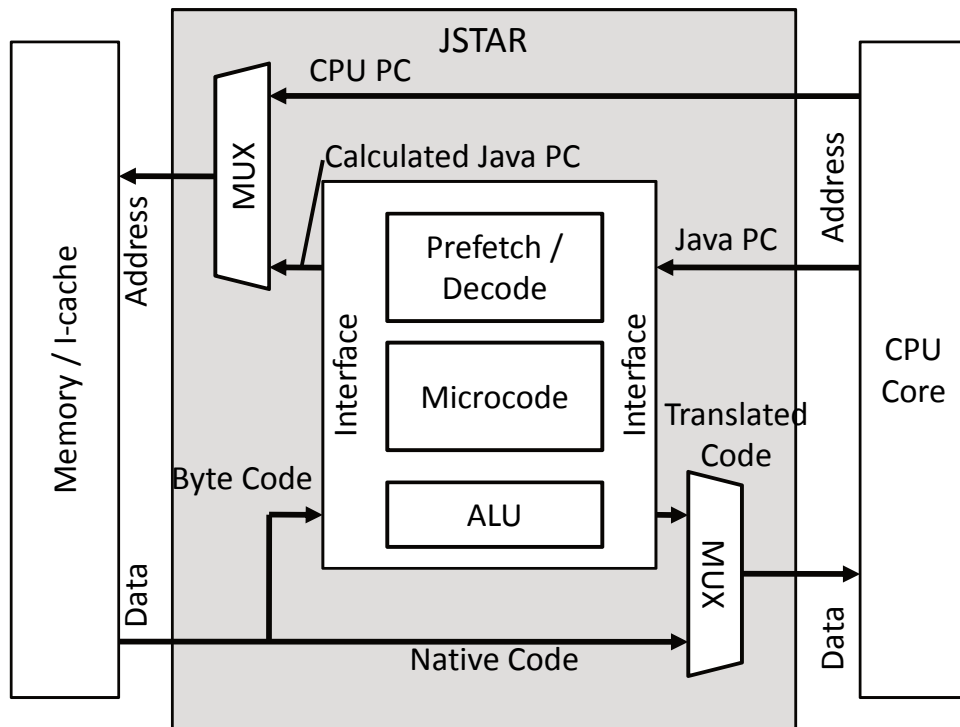 JSTAR
CPU PC
MUX
Calculated Java PC
Address
Address
Java PC
Prefetch /
Decode
Memory / I-cache
Interface
Interface
Microcode
CPU
Core
Translated
Code
Byte Code
ALU
MUX
Data
Data
Native Code